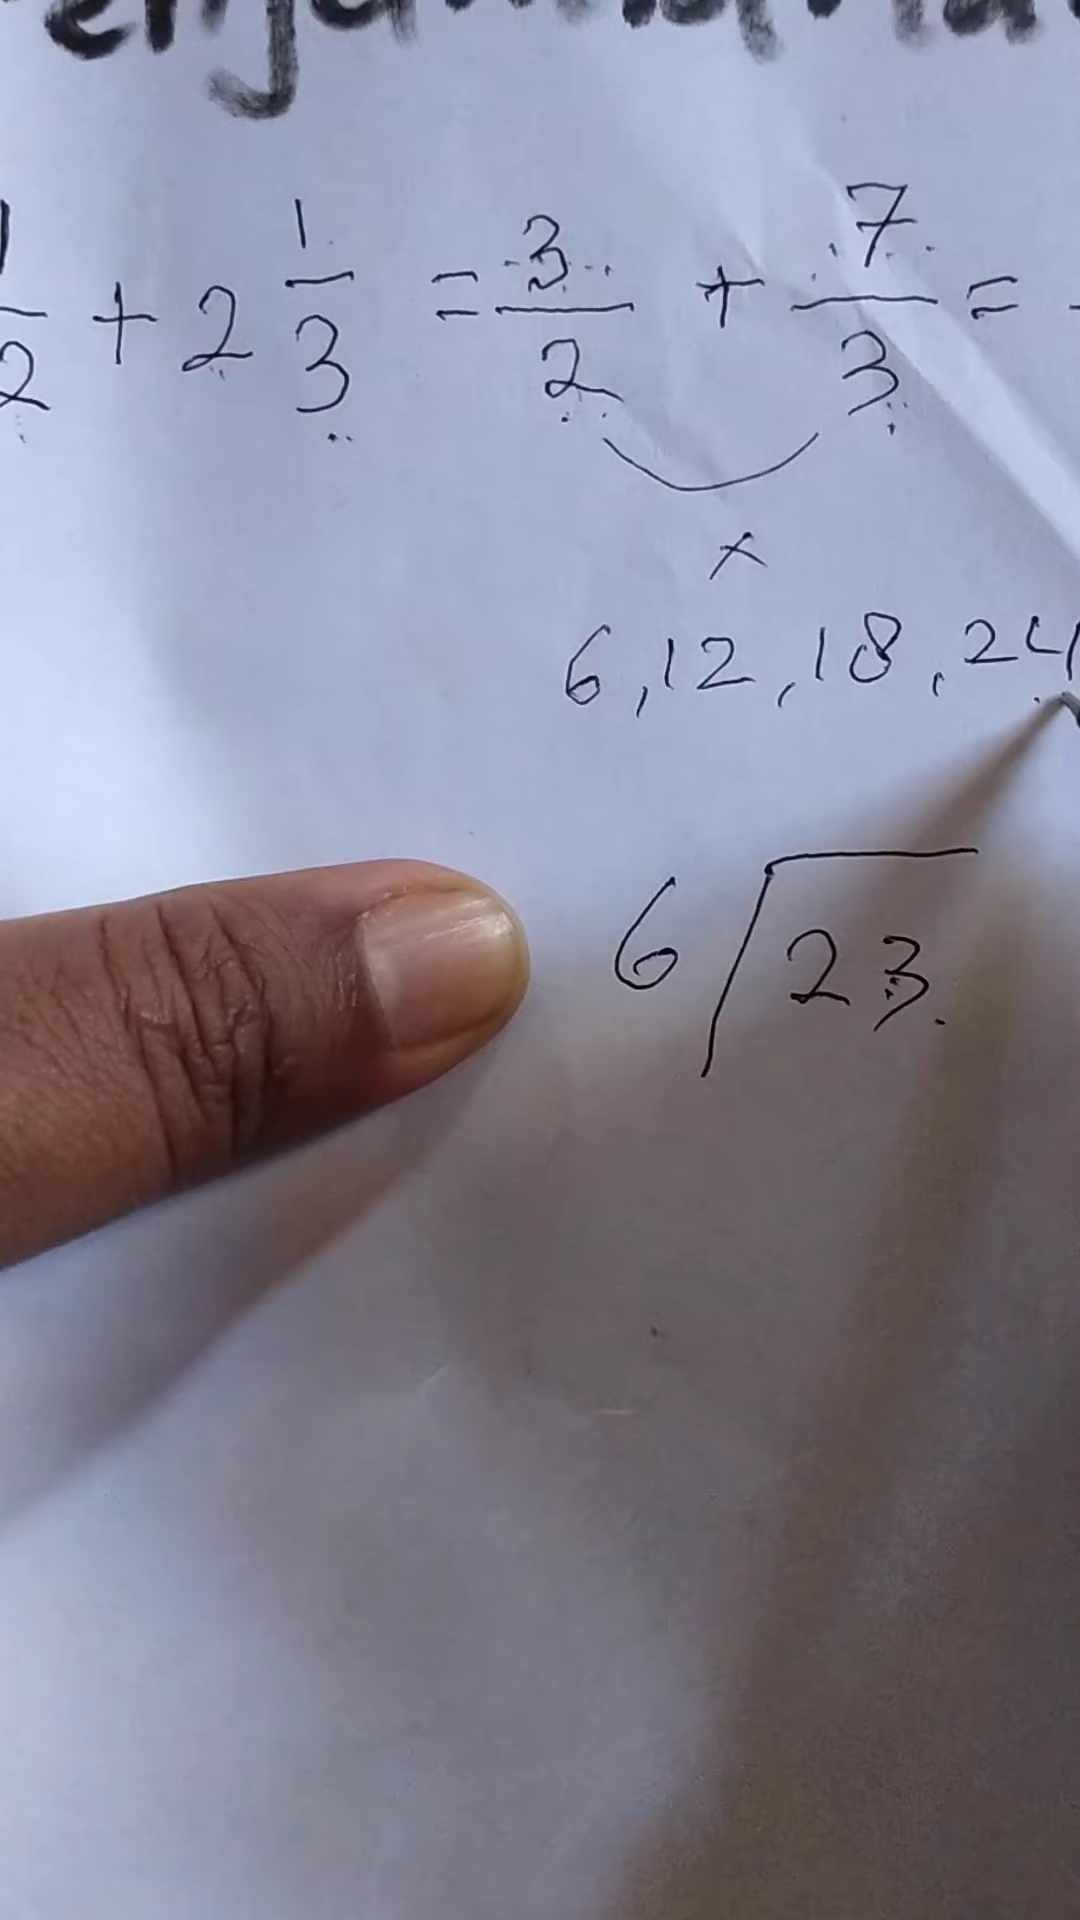 1/2 + 2 1/3 = 3/2 + 7/3 =
×
6, 12, 18, 24
6 √23